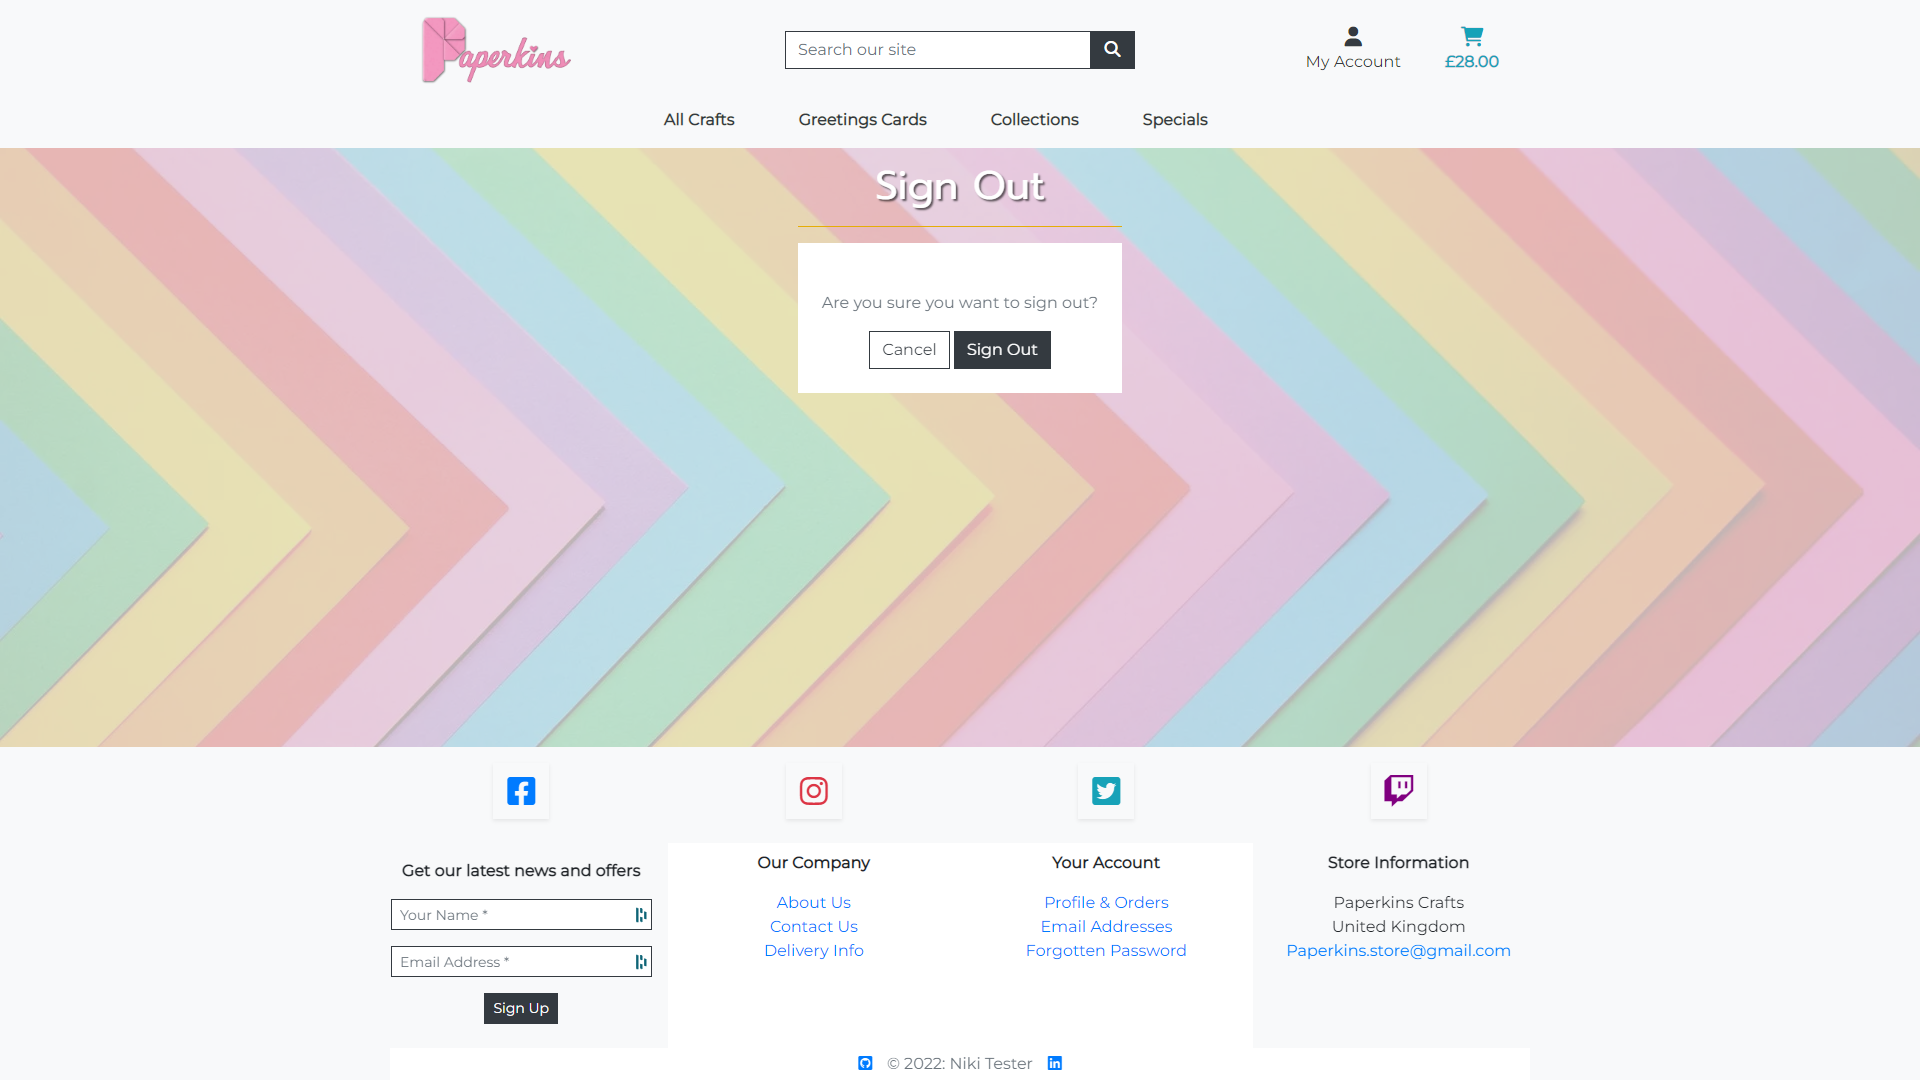 Paperkins
Search our site
My Account
£28.00
All Crafts
Greetings Cards
Collections
Specials
Sign Out
Are you sure you want to sign out?
Cancel
Sign Out
Get our latest news and offers
Your Name *
Email Address *
Sign Up
Our Company
About Us
Contact Us
Delivery Info
Your Account
Profile & Orders
Email Addresses
Forgotten Password
Store Information
Paperkins Crafts
United Kingdom
Paperkins.store@gmail.com
© 2022: Niki Tester